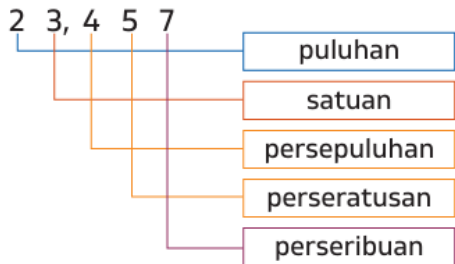 2 3, 4 5 7
puluhan
satuan
persepuluhan
perseratusan
perseribuan